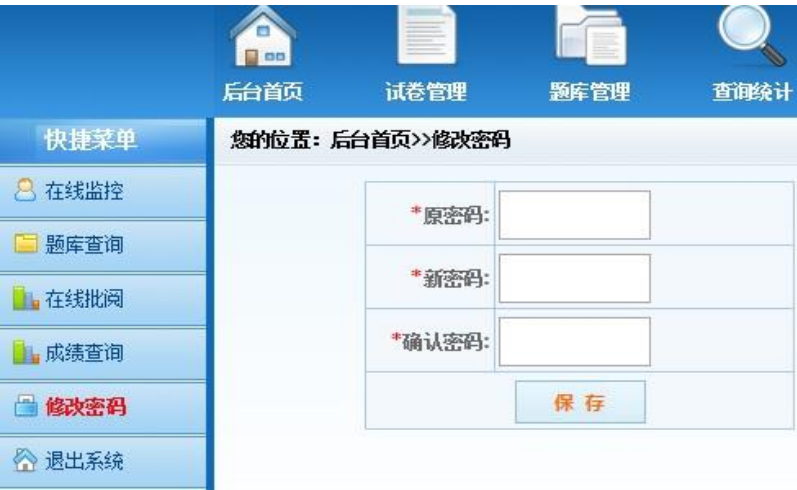 后台首页 试卷管理 题库管理 查询统计
快捷菜单
您的位置：后台首页>>修改密码
在线监控
题库查询
在线批阅
成绩查询
修改密码
退出系统
*原密码:
*新密码:
*确认密码:
保 存